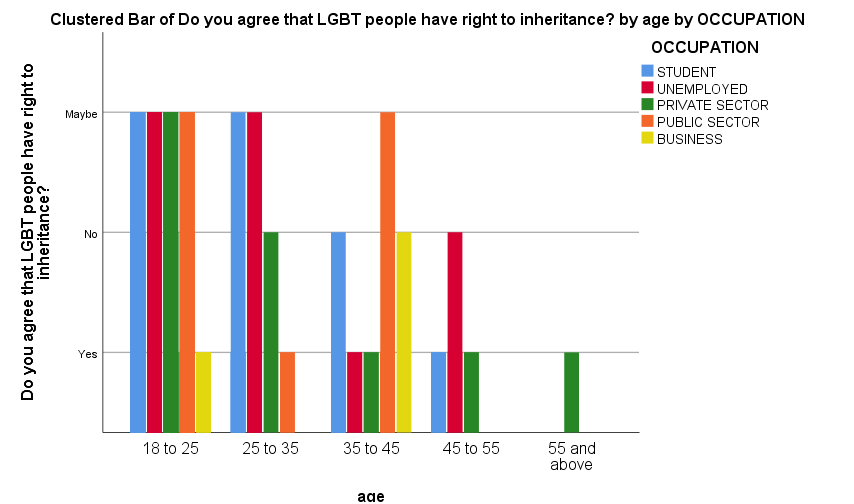 Clustered Bar of Do you agree that LGBT people have right to inheritance? by age by OCCUPATION
Do you agree that LGBT people have right to
inheritance?
Maybe
No
Yes
18 to 25
25 to 35
35 to 45
45 to 55
55 and
above
age
OCCUPATION
STUDENT
UNEMPLOYED
PRIVATE SECTOR
PUBLIC SECTOR
BUSINESS